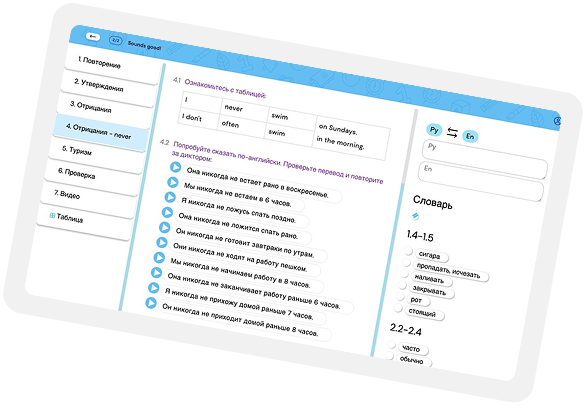 2/2 Sounds good!
1. Повторение
2. Утверждения
3. Отрицания
4. Отрицания - never
5. Туризм
6. Проверка
7. Видео
Таблица
4.1 Ознакомьтесь с таблицей:
I never swim on Sundays.
I don't often swim in the morning.
4.2 Попробуйте сказать по-английски. Проверьте перевод и повторите
за диктором:
Она никогда не встает рано в воскресенье.
Мы никогда не встаем в 6 часов.
Я никогда не ложусь спать поздно.
Она никогда не ложится спать рано.
Он никогда не готовит завтраки по утрам.
Они никогда не ходят на работу пешком.
Мы никогда не начинаем работу в 8 часов.
Она никогда не заканчивает работу раньше 6 часов.
Я никогда не прихожу домой раньше 7 часов.
Он никогда не приходит домой раньше 8 часов.
Ру En
Ру
En
Словарь
1.4-1.5
сигара
пропадать, исчезать
наливать
закрывать
рот
стоящий
2.2-2.4
часто
обычно